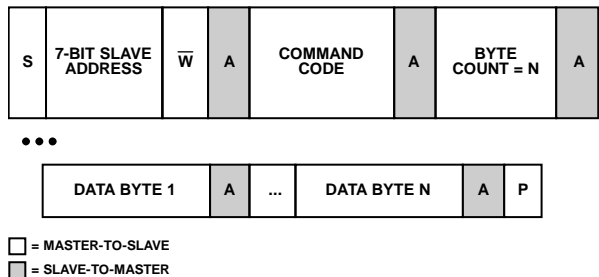 S 7-BIT SLAVE ADDRESS W̅ A COMMAND CODE A BYTE COUNT = N A
•••
DATA BYTE 1 A ... DATA BYTE N A P
= MASTER-TO-SLAVE
= SLAVE-TO-MASTER